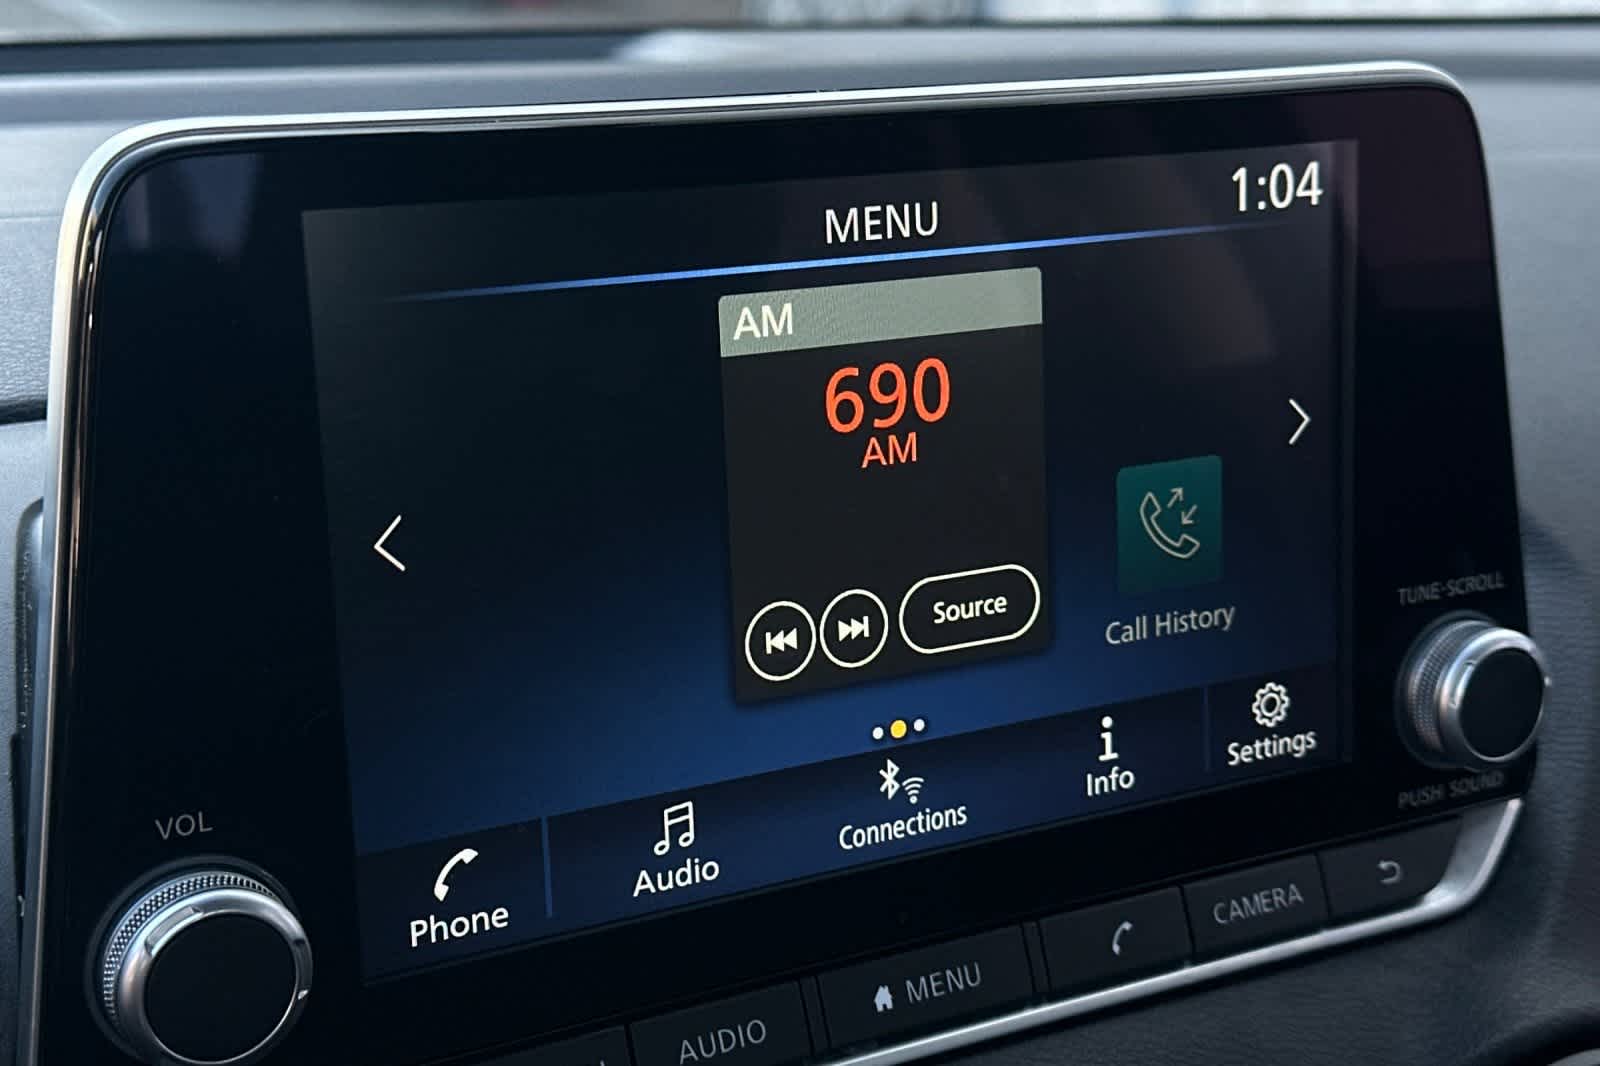 1:04
MENU
AM
690
AM
Source
Call History
TUNE·SCROLL
PUSH SOUND
VOL
Phone
Audio
Connections
Info
Settings
AUDIO
MENU
CAMERA